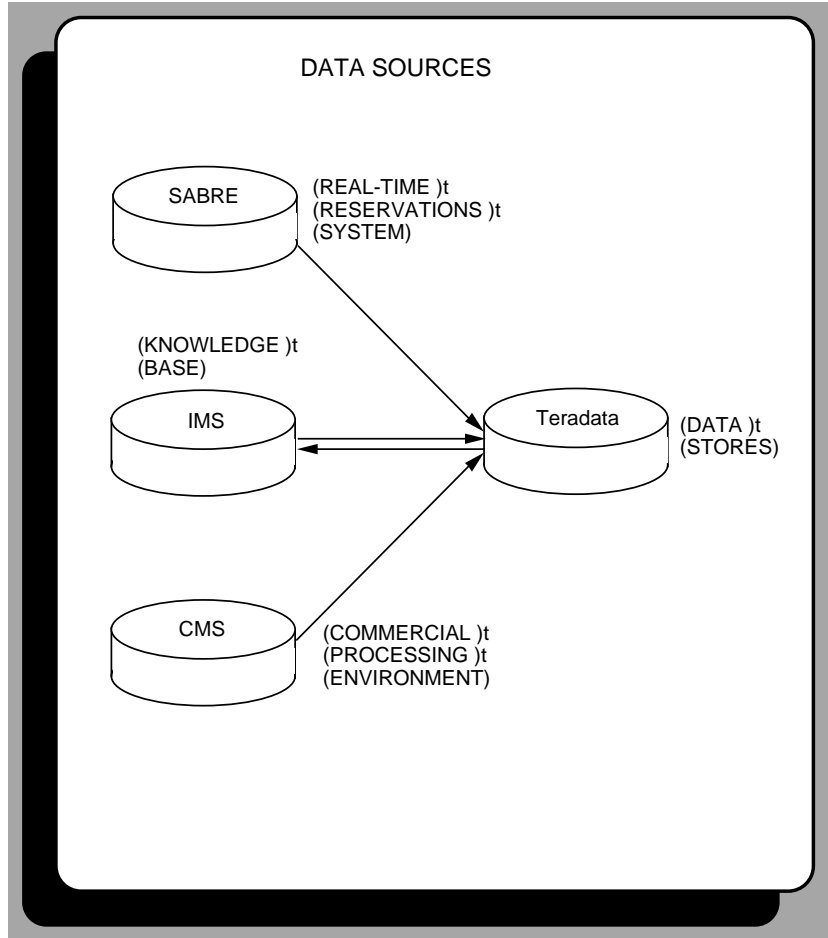 DATA SOURCES
SABRE
(REAL-TIME )t
(RESERVATIONS )t
(SYSTEM)
(KNOWLEDGE )t
(BASE)
IMS
Teradata
(DATA )t
(STORES)
CMS
(COMMERCIAL )t
(PROCESSING )t
(ENVIRONMENT)